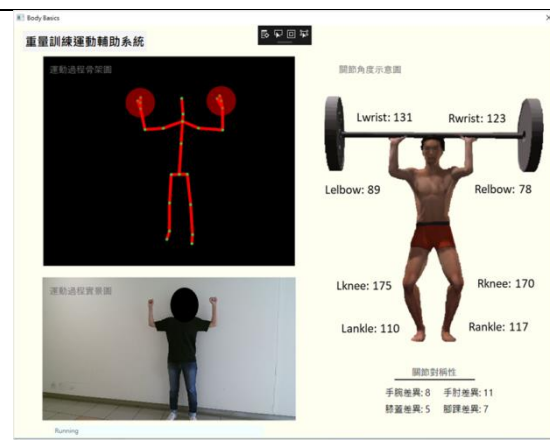 Body Basics
重量訓練運動輔助系統
運動過程骨架圖
關節角度示意圖
Lwrist: 131 Rwrist: 123
Lelbow: 89 Relbow: 78
Lknee: 175 Rknee: 170
Lankle: 110 Rankle: 117
運動過程實景圖
關節對稱性
手腕差異: 8 手肘差異: 11
膝蓋差異: 5 腳踝差異: 7
Running